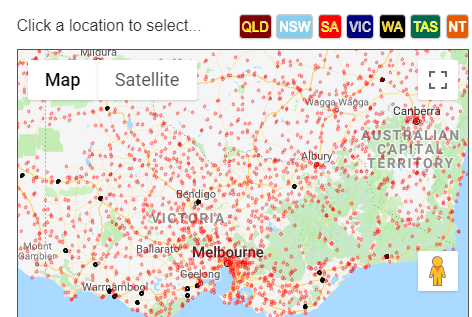 Click a location to select... QLD NSW SA VIC WA TAS NT
Mildura
Map Satellite
Wagga Wagga
Canberra
AUSTRALIAN
CAPITAL
TERRITORY
Albury
Bendigo
VICTORIA
Mount
Gambier
Ballarat
Melbourne
Geelong
Warrnambool